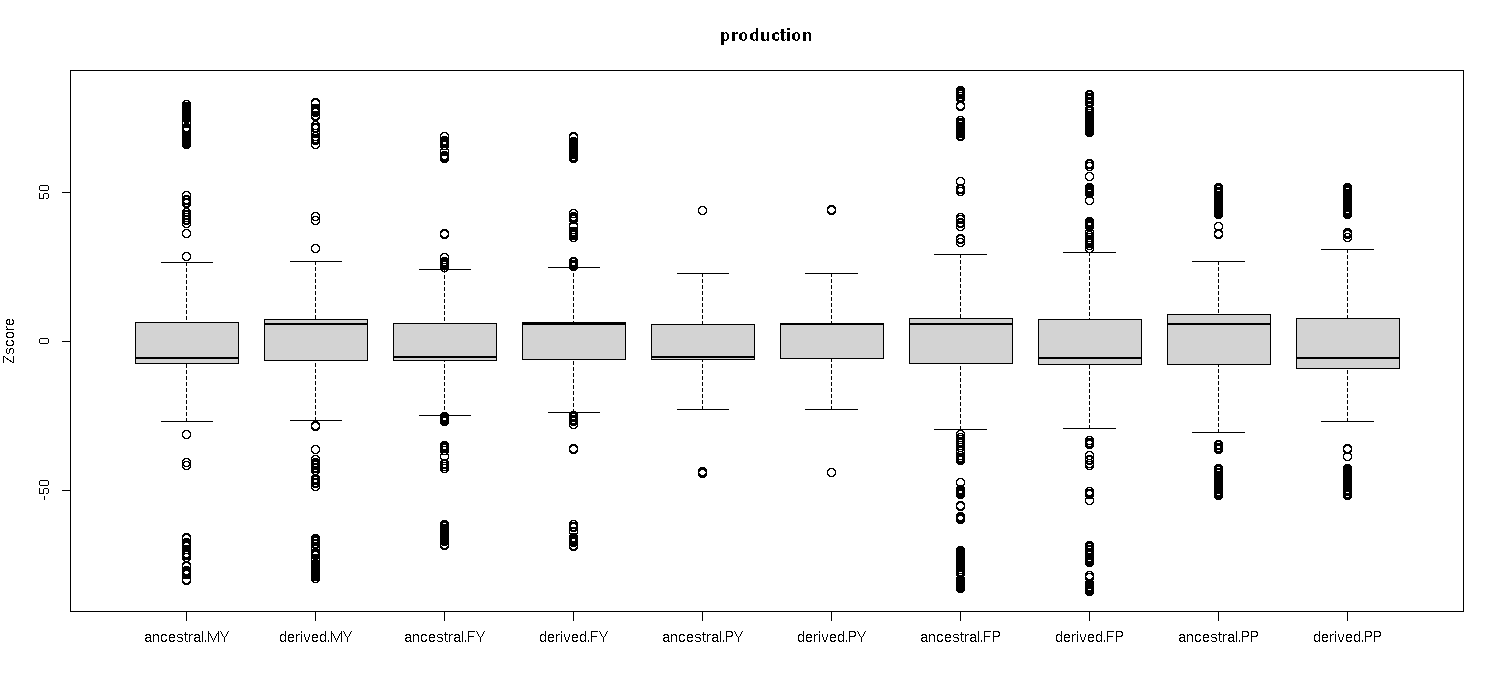 production
Zscore
50
0
-50
ancestral.MY
derived.MY
ancestral.FY
derived.FY
ancestral.PY
derived.PY
ancestral.FP
derived.FP
ancestral.PP
derived.PP